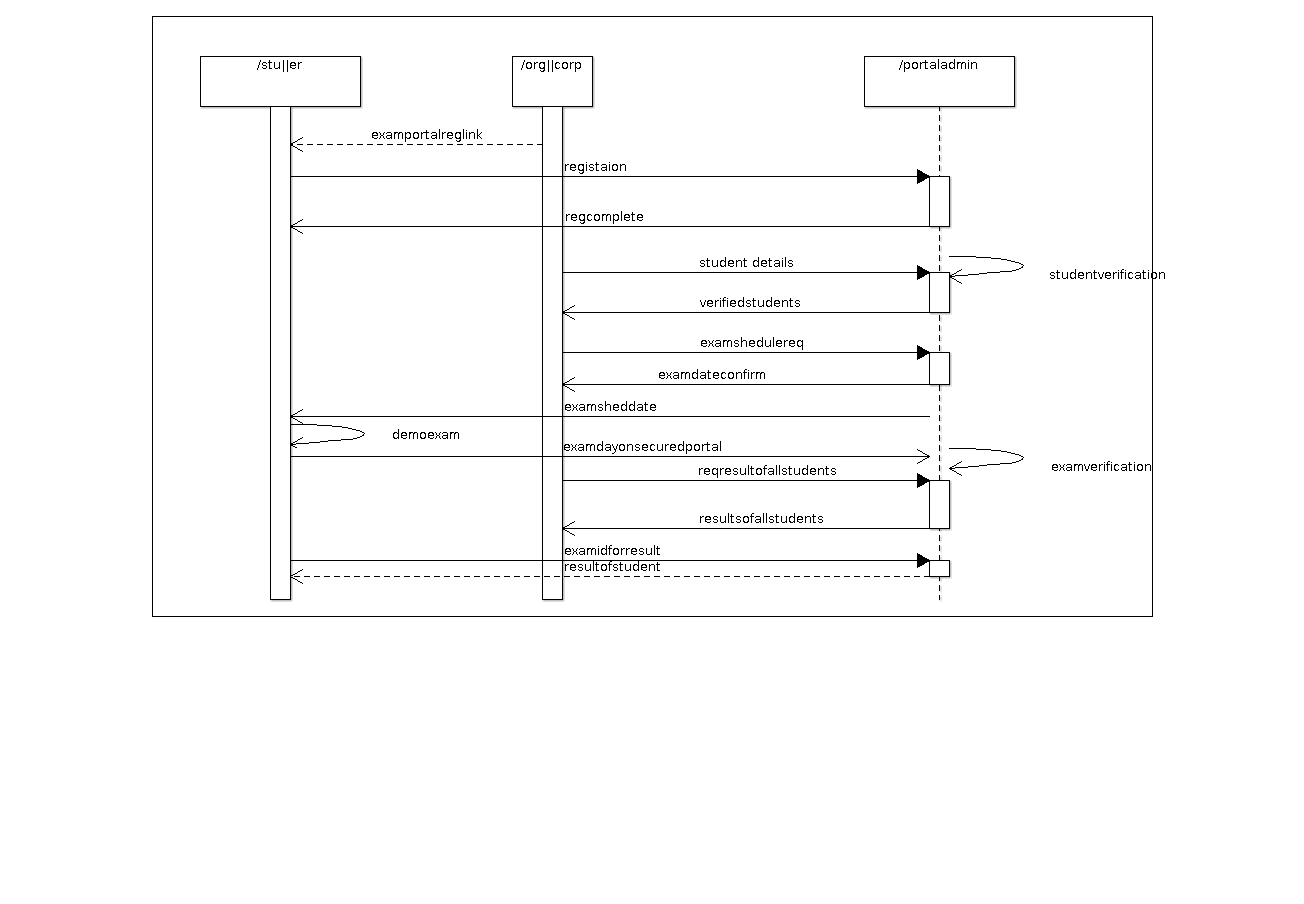 /stu||er
/org||corp
/portaladmin
examportalreglink
registaion
regcomplete
student details
studentverification
verifiedstudents
examshedulereq
examdateconfirm
examsheddate
demoexam
examdayonsecuredportal
examverification
reqresultofallstudents
resultsofallstudents
examidforresult
resultofstudent